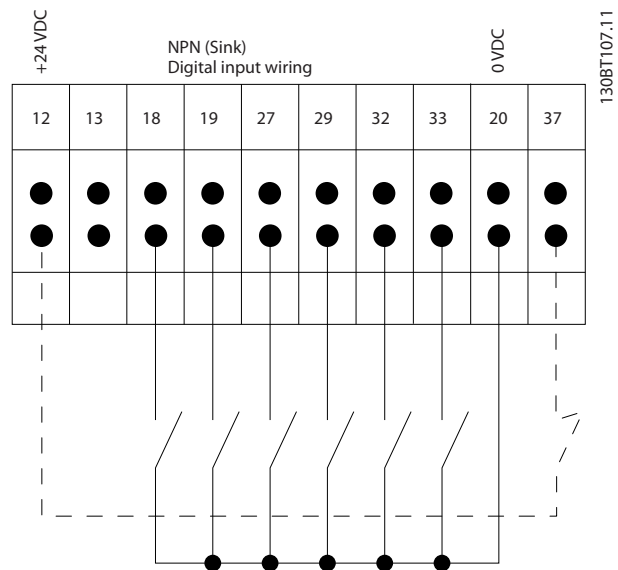 +24 VDC
NPN (Sink)
Digital input wiring
0 VDC
130BT107.11
12 13 18 19 27 29 32 33 20 37